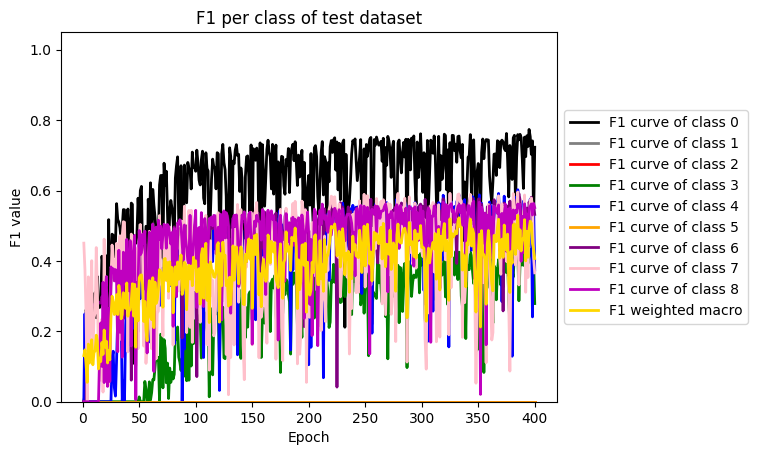 F1 per class of test dataset
F1 value
1.0
0.8
0.6
0.4
0.2
0.0
0
50
100
150
200
250
300
350
400
Epoch
F1 curve of class 0
F1 curve of class 1
F1 curve of class 2
F1 curve of class 3
F1 curve of class 4
F1 curve of class 5
F1 curve of class 6
F1 curve of class 7
F1 curve of class 8
F1 weighted macro